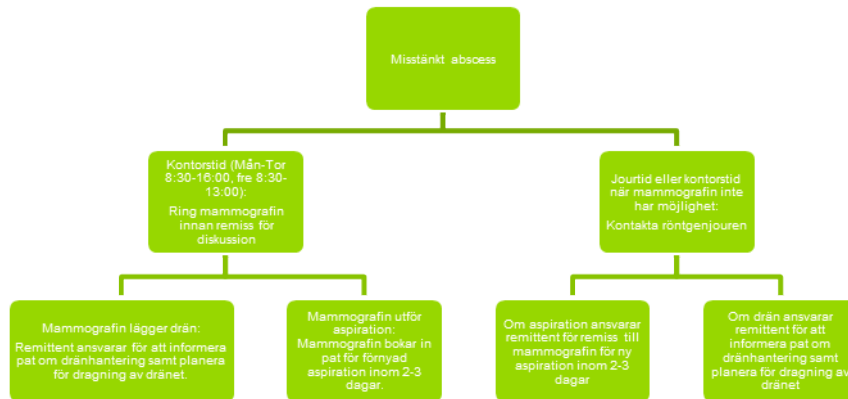 Misstänkt abscess
Kontorstid (Mån-Tor
8:30-16:00, fre 8:30-
13:00):
Ring mammografin
innan remiss för
diskussion
Jourtid eller kontorstid
när mammografin inte
har möjlighet:
Kontakta röntgenjouren
Mammografin lägger drän:
Remittent ansvarar för att informera
pat om dränhantering samt planera
för dragning av dränet.
Mammografin utför
aspiration:
Mammografin bokar in
pat för förnyad
aspiration inom 2-3
dagar.
Om aspiration ansvarar
remittent för remiss till
mammografin för ny
aspiration inom 2-3
dagar
Om drän ansvarar
remittent för att
informera pat om
dränhantering samt
planera för dragning av
dränet